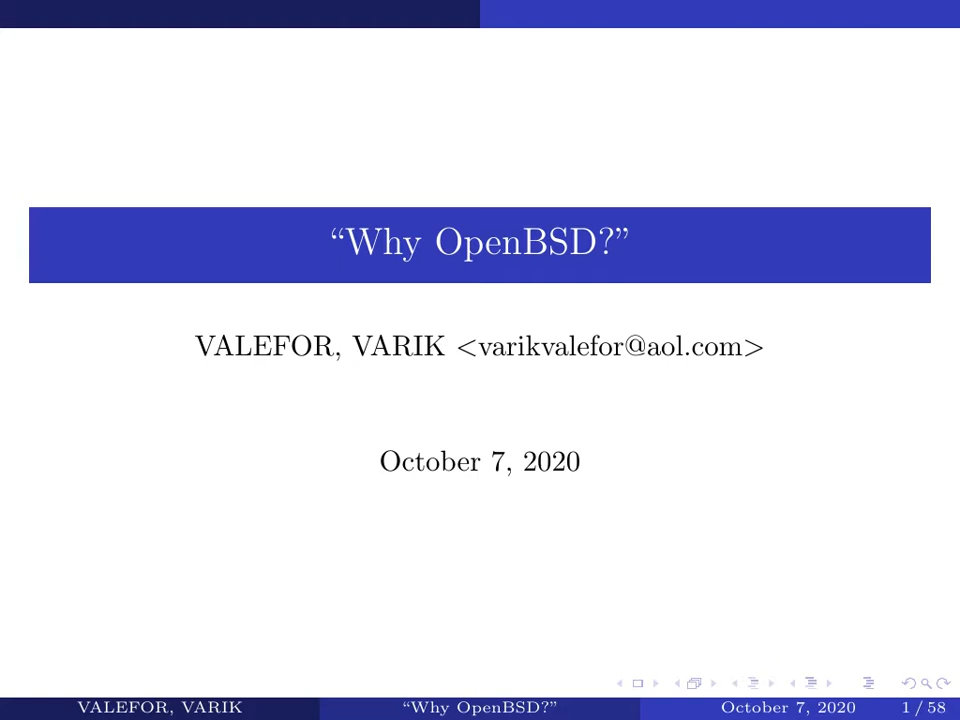 “Why OpenBSD?”
VALEFOR, VARIK <varikvalefor@aol.com>
October 7, 2020
VALEFOR, VARIK “Why OpenBSD?” October 7, 2020 1 / 58